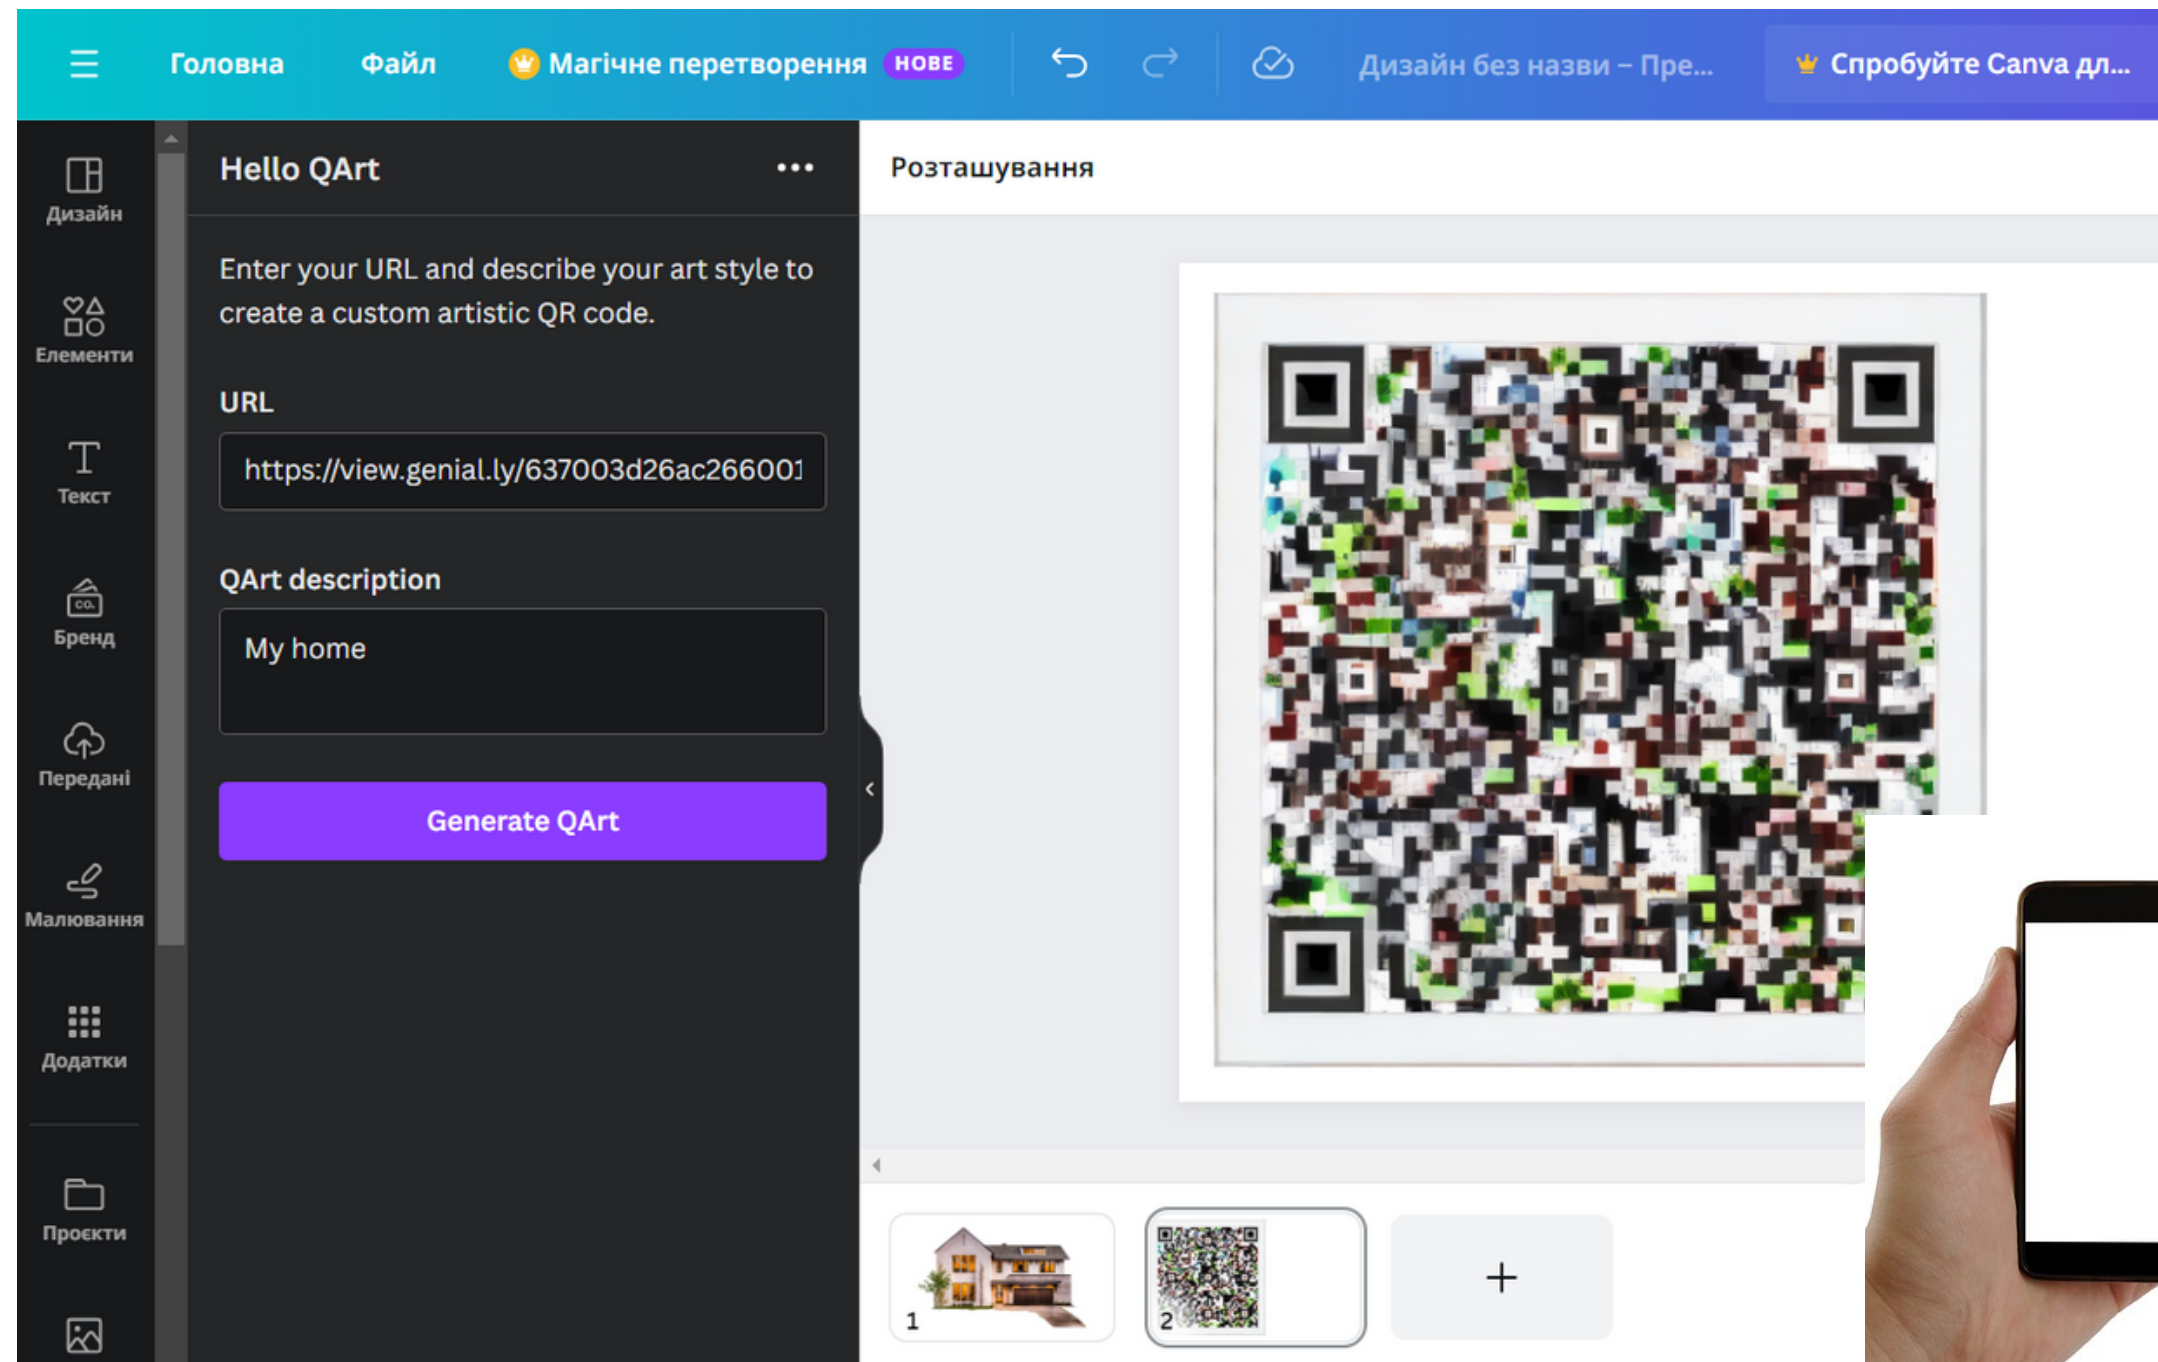 Головна
Файл
Магічне перетворення
НОВЕ
Дизайн без назви – Пре...
Спробуйте Canva дл...
Дизайн
Елементи
Текст
CO.
Бренд
Передані
Малювання
Додатки
Проєкти
Hello QArt
Enter your URL and describe your art style to
create a custom artistic QR code.
URL
https://view.genial.ly/637003d26ac266001
QArt description
My home
Generate QArt
Розташування
1
2